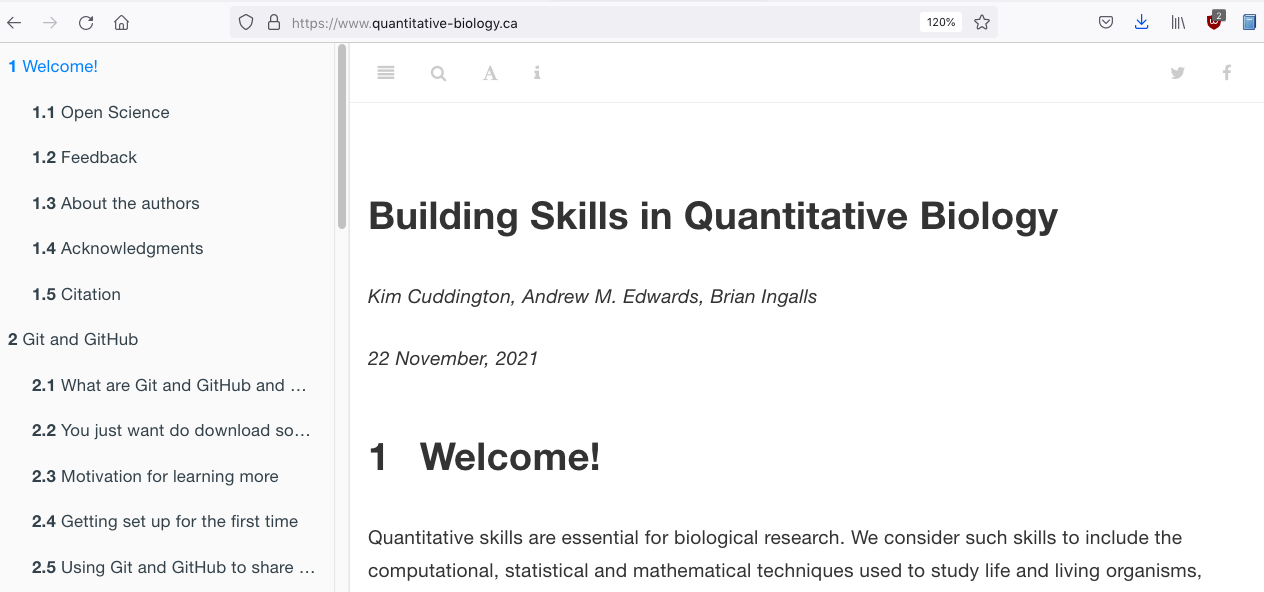 https://www.quantitative-biology.ca
120%
2
1 Welcome!
1.1 Open Science
1.2 Feedback
1.3 About the authors
1.4 Acknowledgments
1.5 Citation
2 Git and GitHub
2.1 What are Git and GitHub and …
2.2 You just want do download so…
2.3 Motivation for learning more
2.4 Getting set up for the first time
2.5 Using Git and GitHub to share …
A
i
Building Skills in Quantitative Biology
Kim Cuddington, Andrew M. Edwards, Brian Ingalls
22 November, 2021
1 Welcome!
Quantitative skills are essential for biological research. We consider such skills to include the
computational, statistical and mathematical techniques used to study life and living organisms,